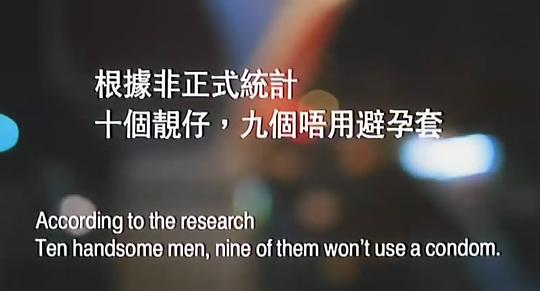 根據非正式統計
十個靚仔，九個唔用避孕套
According to the research
Ten handsome men, nine of them won't use a condom.